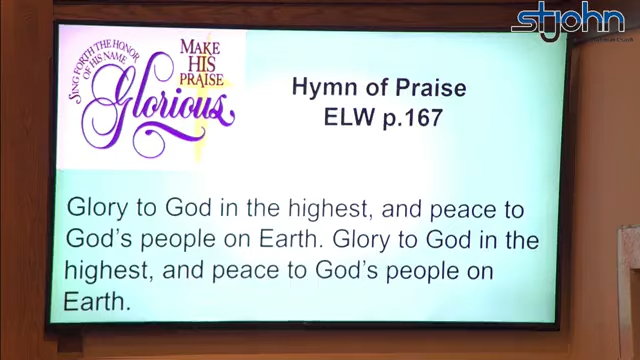 stjohn
SING FORTH THE HONOR
OF HIS NAME
MAKE
HIS
PRAISE
Glorious
Hymn of Praise
ELW p.167
Glory to God in the highest, and peace to
God’s people on Earth. Glory to God in the
highest, and peace to God’s people on
Earth.